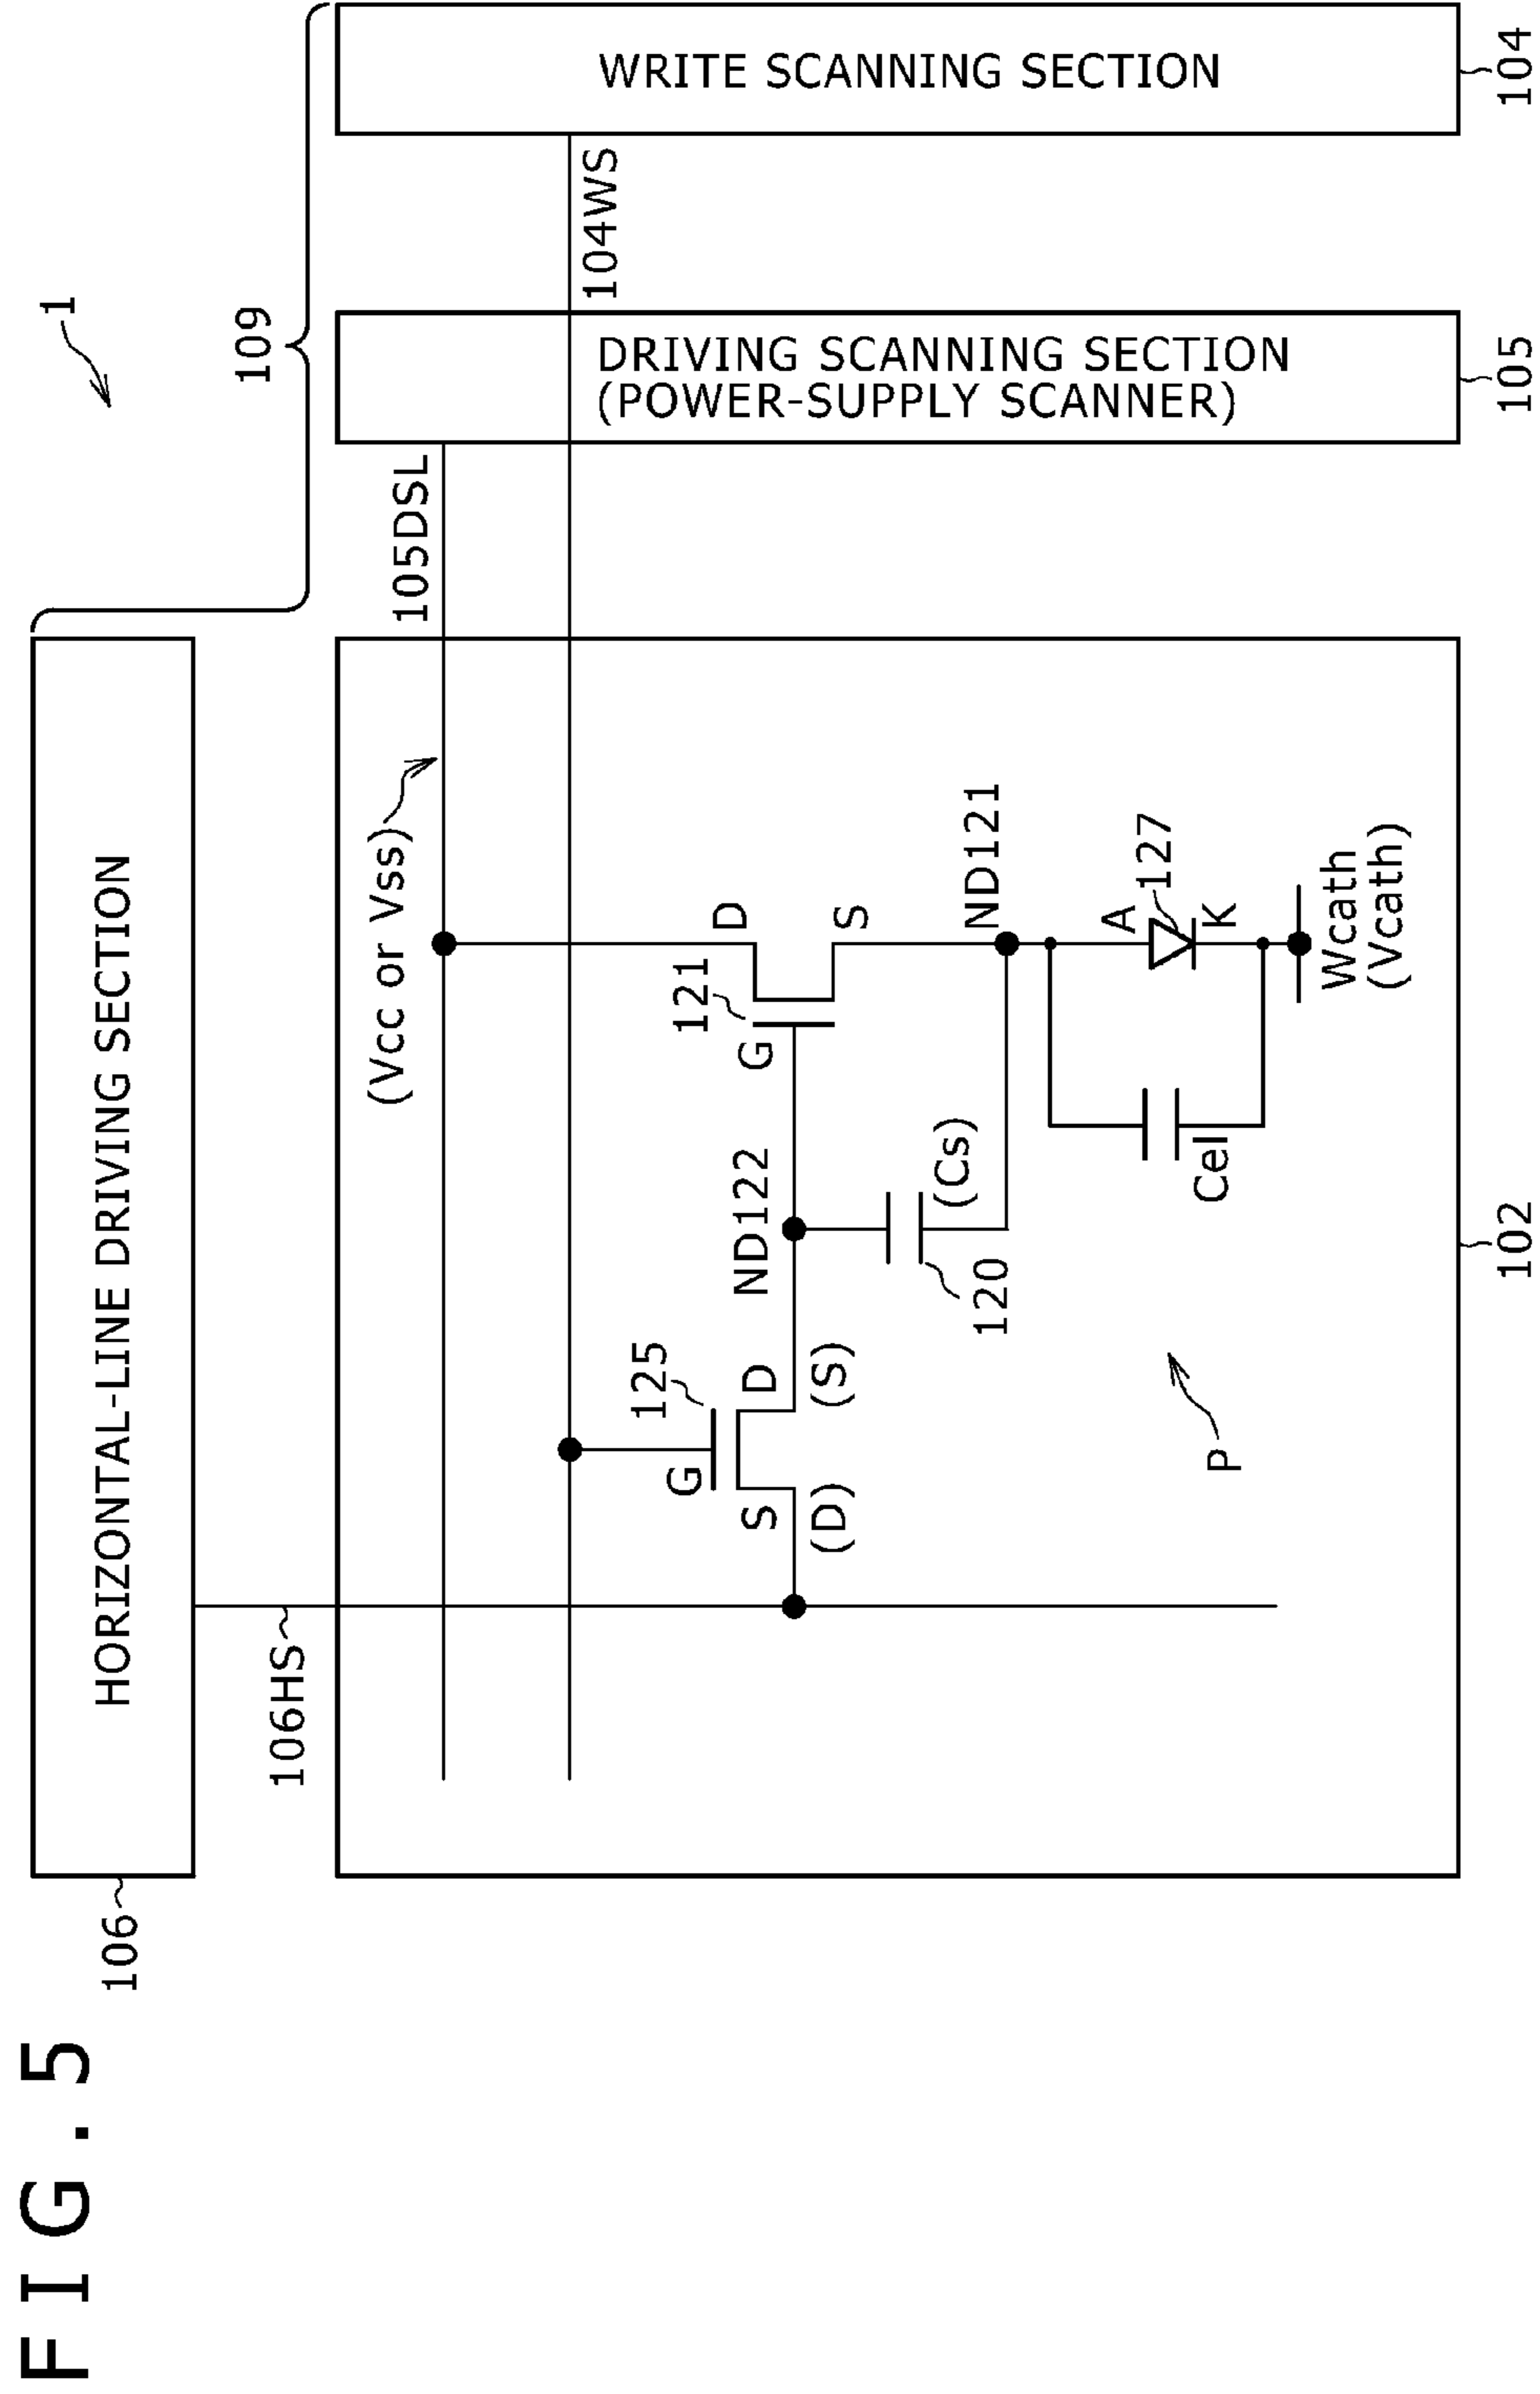 FIG. 5
1
109
106
HORIZONTAL-LINE DRIVING SECTION
106HS
105DSL
104WS
(Vcc or Vss)
DRIVING SCANNING SECTION
(POWER-SUPPLY SCANNER)
WRITE SCANNING SECTION
125
G
S
D
(D)
(S)
ND122
121
G
D
S
120
(Cs)
ND121
Cel
A
127
K
Wcath
(Vcath)
P
102
105
104